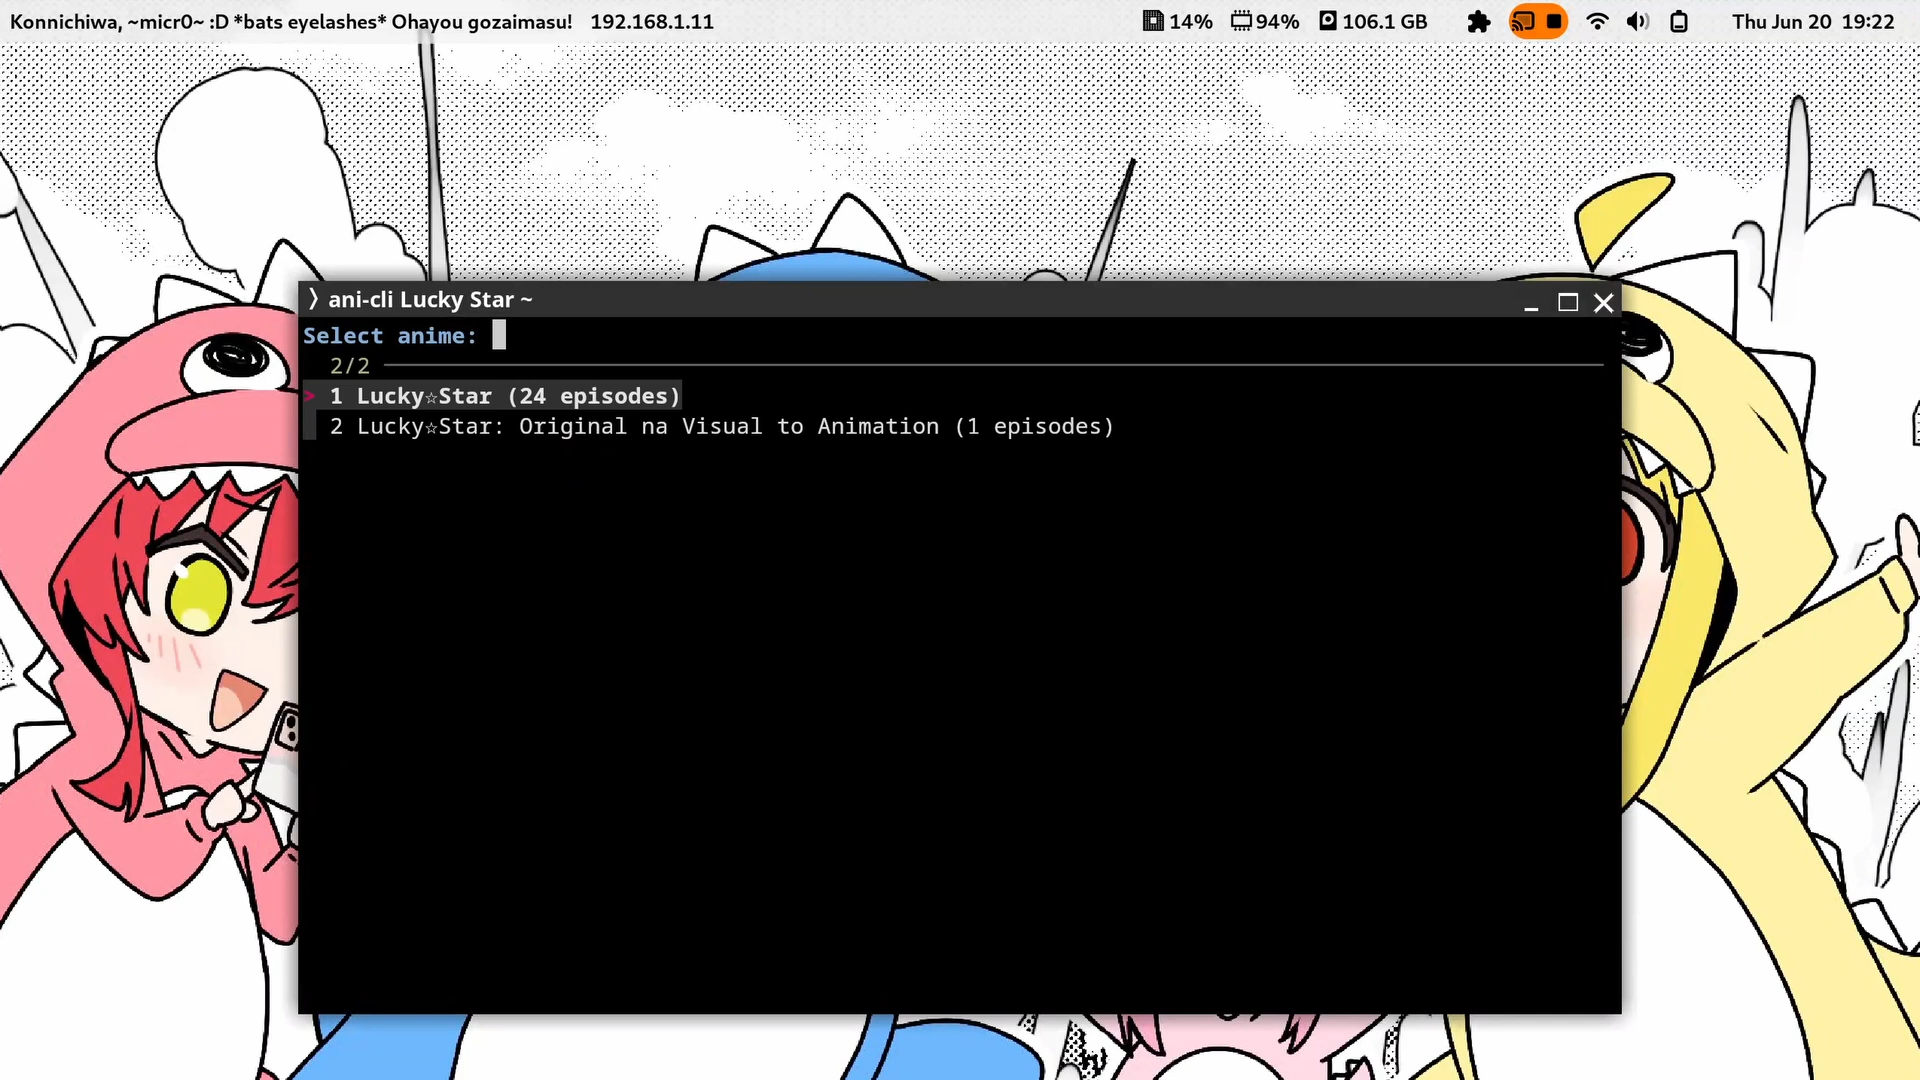 Konnichiwa, ~micr0~ :D *bats eyelashes* Ohayou gozaimasu! 192.168.1.11 14% 94% 106.1 GB Thu Jun 20 19:22
❭ ani-cli Lucky Star ~
Select anime:
2/2
> 1 Lucky☆Star (24 episodes)
2 Lucky☆Star: Original na Visual to Animation (1 episodes)